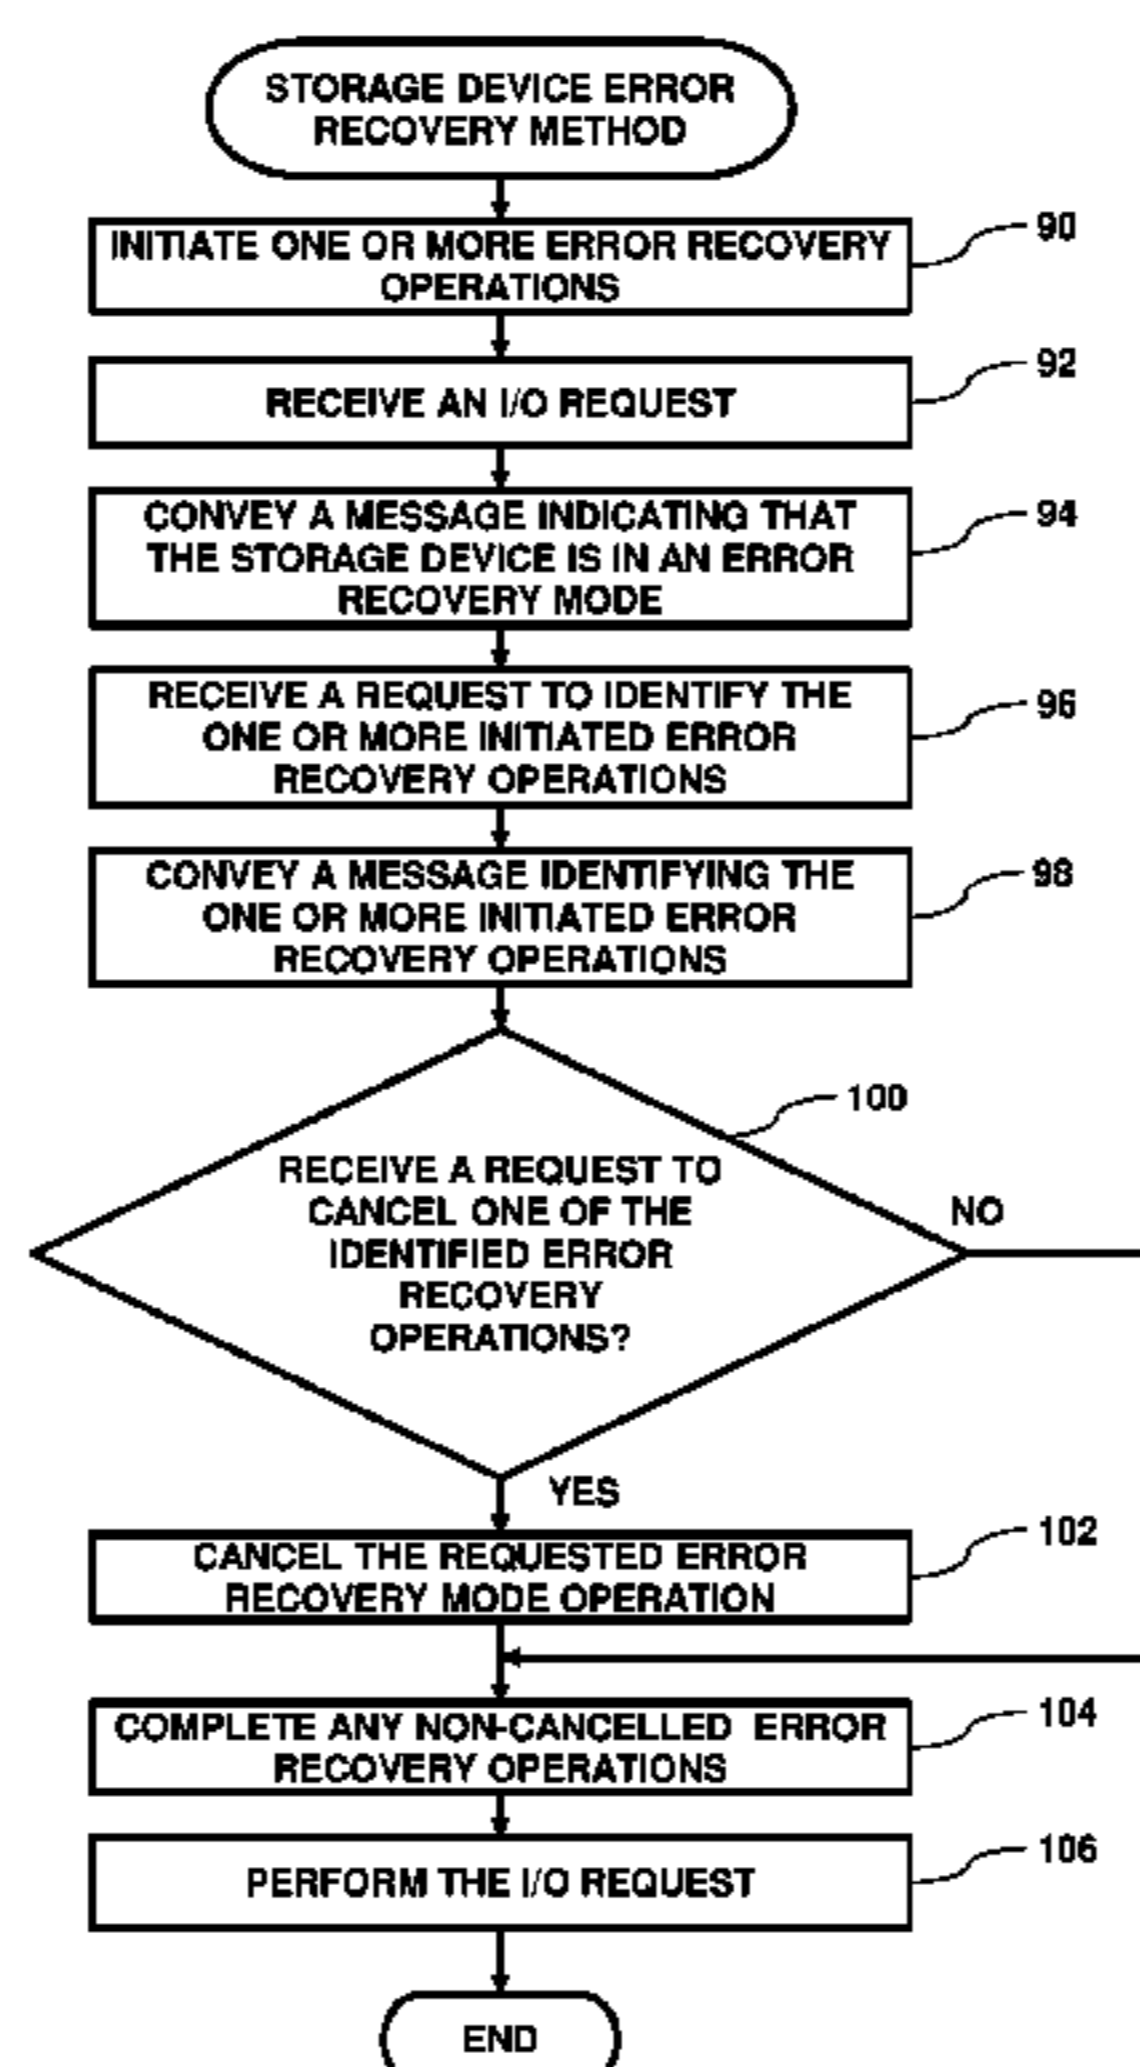 STORAGE DEVICE ERROR
RECOVERY METHOD
INITIATE ONE OR MORE ERROR RECOVERY
OPERATIONS
90
RECEIVE AN I/O REQUEST
92
CONVEY A MESSAGE INDICATING THAT
THE STORAGE DEVICE IS IN AN ERROR
RECOVERY MODE
94
RECEIVE A REQUEST TO IDENTIFY THE
ONE OR MORE INITIATED ERROR
RECOVERY OPERATIONS
96
CONVEY A MESSAGE IDENTIFYING THE
ONE OR MORE INITIATED ERROR
RECOVERY OPERATIONS
98
100
RECEIVE A REQUEST TO
CANCEL ONE OF THE
IDENTIFIED ERROR
RECOVERY
OPERATIONS?
NO
YES
CANCEL THE REQUESTED ERROR
RECOVERY MODE OPERATION
102
COMPLETE ANY NON-CANCELLED ERROR
RECOVERY OPERATIONS
104
PERFORM THE I/O REQUEST
106
END